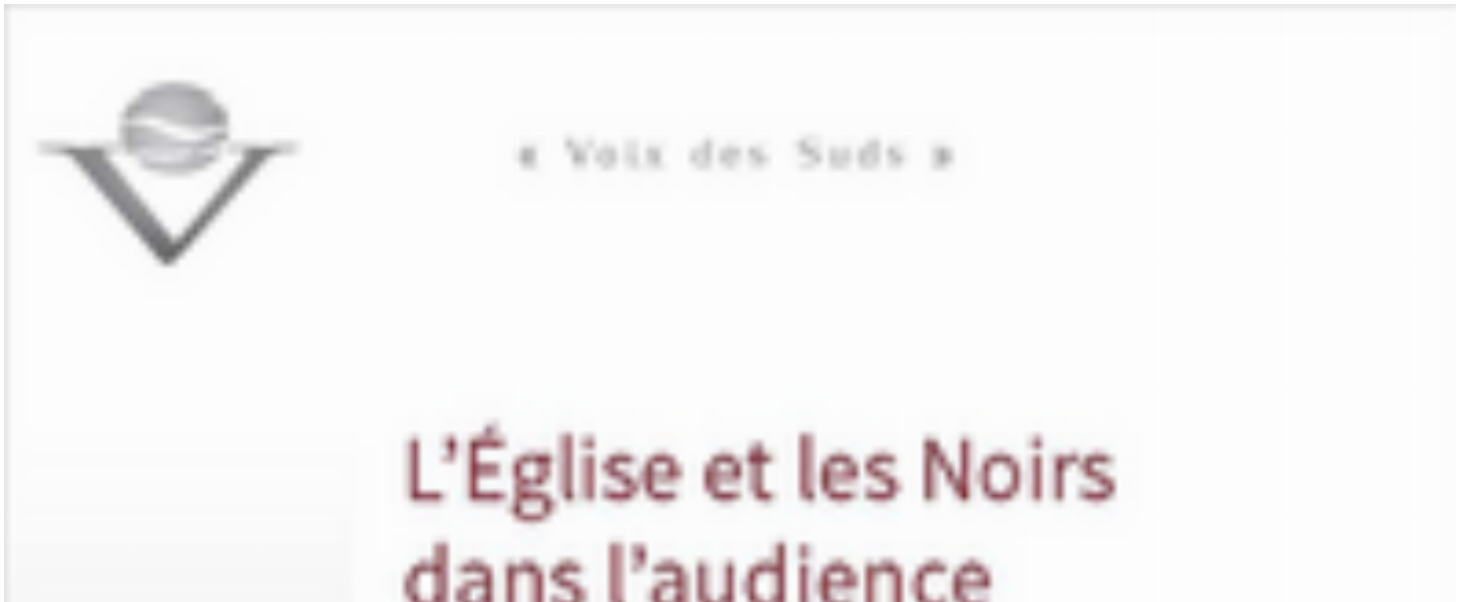 « Voix des Suds »
L’Église et les Noirs
dans l’audience